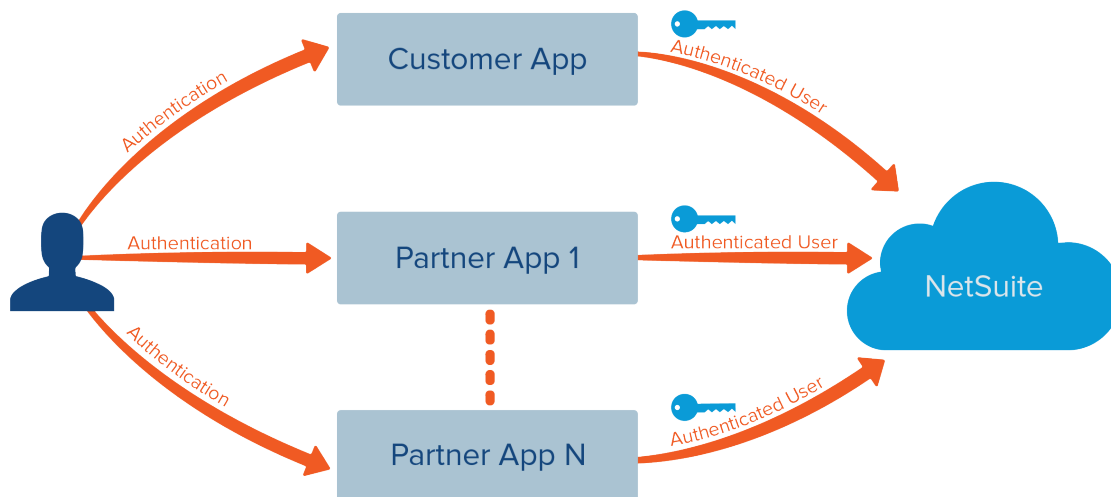 Customer App
Authentication
Authenticated User
Authentication
Partner App 1
Authenticated User
NetSuite
Authentication
Partner App N
Authenticated User